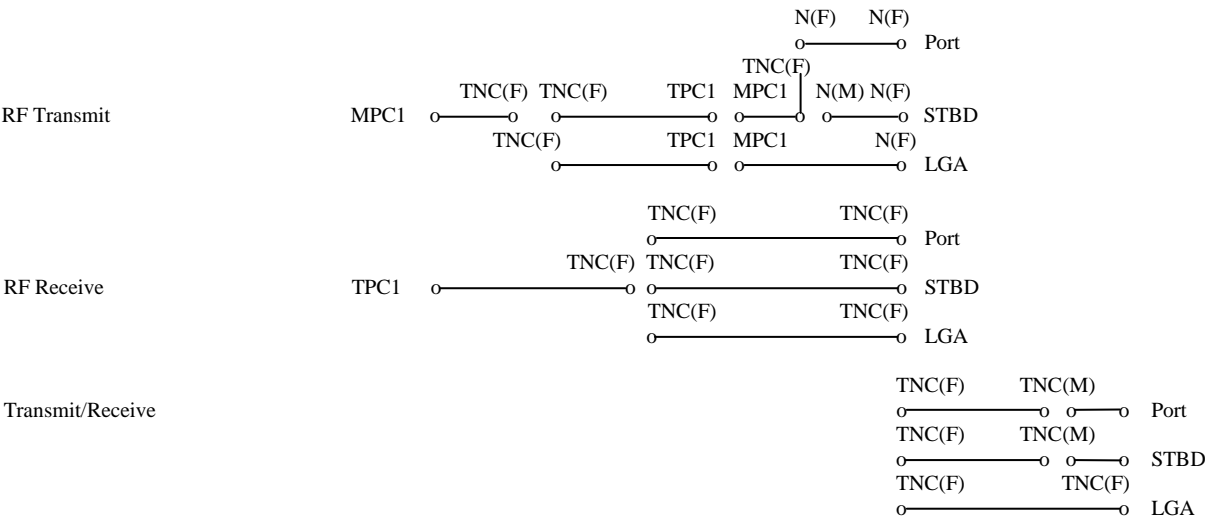 N(F) N(F)
Port
TNC(F)
TNC(F) TNC(F) TPC1 MPC1 N(M) N(F)
RF Transmit MPC1 STBD
TNC(F) TPC1 MPC1 N(F)
LGA
TNC(F) TNC(F)
Port
TNC(F) TNC(F) TNC(F)
RF Receive TPC1 STBD
TNC(F) TNC(F)
LGA
TNC(F) TNC(M)
Transmit/Receive Port
TNC(F) TNC(M)
STBD
TNC(F) TNC(F)
LGA